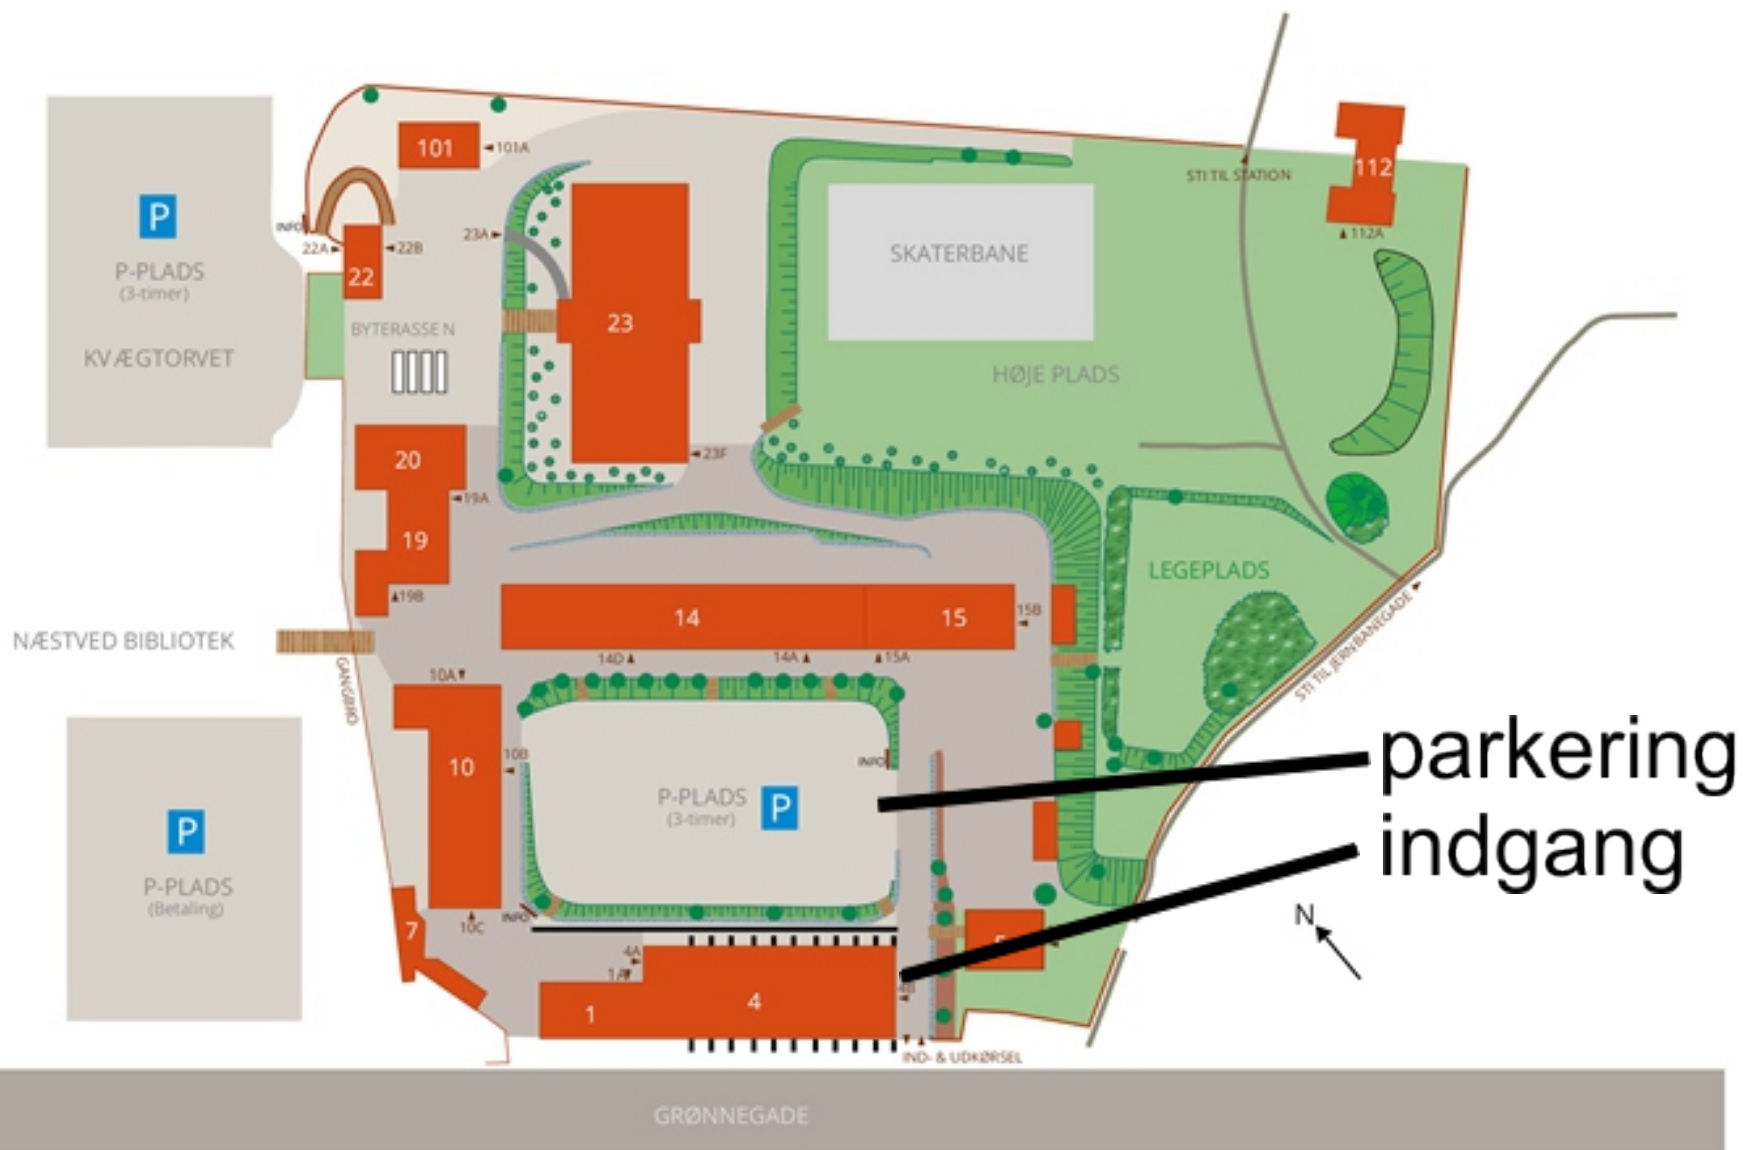 101
101A
P
P-PLADS
(3-timer)
KVÆGTORVET
INFO
22A
22B
22
BYTERASSEN
23A
23
23F
SKATERBANE
HØJE PLADS
STI TIL STATION
112
112A
20
19A
19
19B
NÆSTVED BIBLIOTEK
GANGBRO
14
15
15B
14D
14A
15A
LEGEPLADS
STI TIL JERNBANEGADE
10A
10
10B
10C
INFO
P-PLADS
(3-timer)
P
INFO
parkering
indgang
N
P
P-PLADS
(Betaling)
7
4A
1A
1
4
4B
IND- & UDKØRSEL
GRØNNEGADE